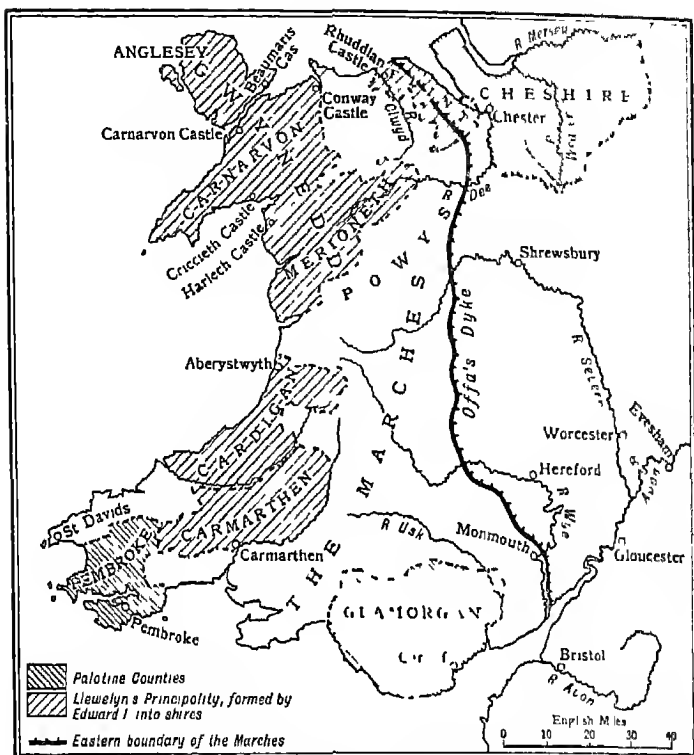 ANGLESEY
GWYNEDD
Beaumaris
Cas
Rhuddlan
Castle
R Mersey
CHESHIRE
Chester
Conway
Castle
R Clwyd
Carnarvon Castle
CARNARVON
R Dee
Criccieth Castle
Harlech Castle
MERIONETH
POWYS
Shrewsbury
Offa's Dyke
R Severn
Aberystwyth
THE MARCHES
CARDIGAN
Worcester
Evesham
Hereford
CARMARTHEN
St Davids
R Wye
R Usk
Monmouth
Gloucester
PEMBROKE
Carmarthen
GLAMORGAN
Pembroke
Bristol
R Avon
Palatine Counties
Llewelyn s Principality, formed by
Edward I into shires
Eastern boundary of the Marches
English Miles
0 10 20 30 40